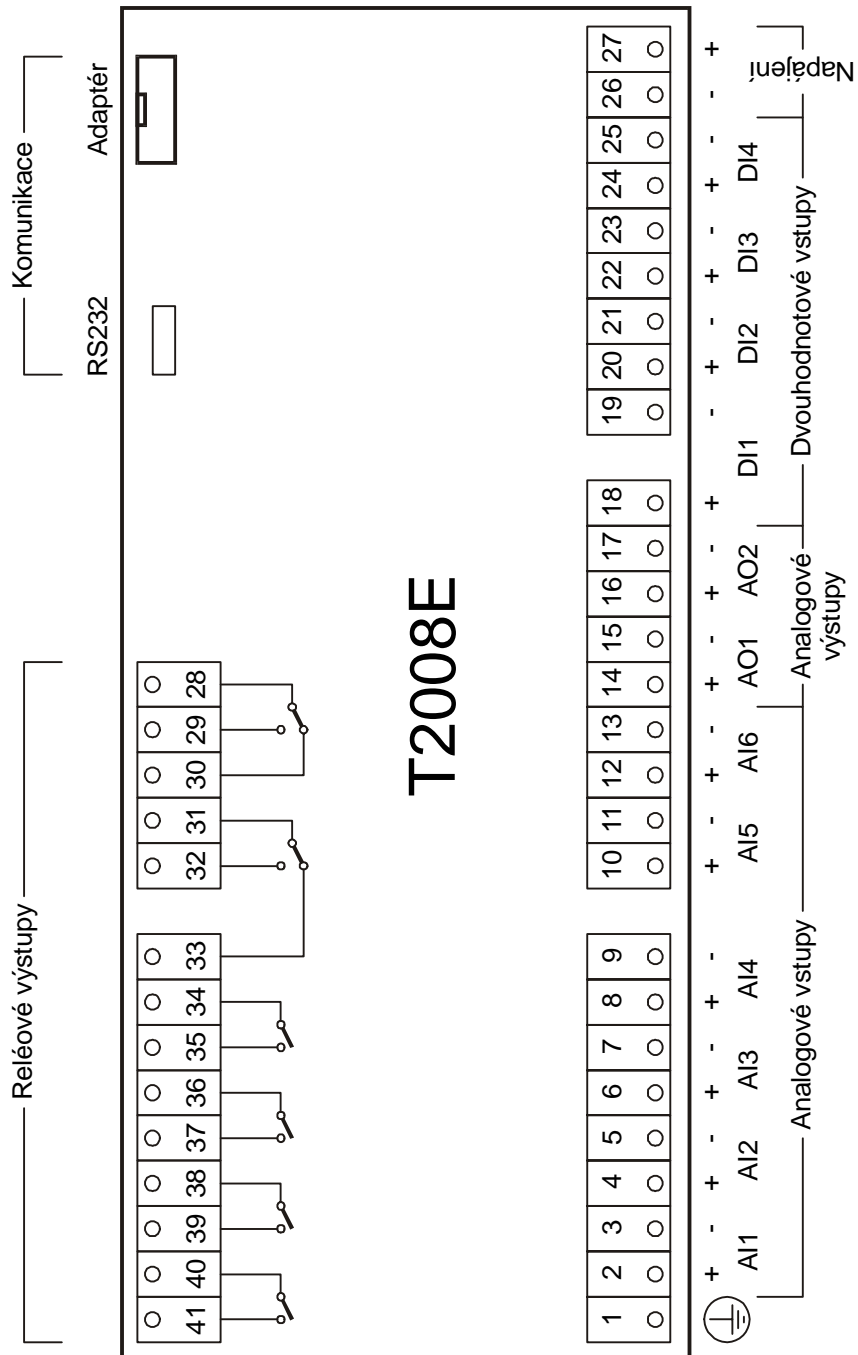 Reléové výstupy Komunikace
RS232 Adaptér
41 40 39 38 37 36 35 34 33 32 31 30 29 28
T2008E
1 2 3 4 5 6 7 8 9 10 11 12 13 14 15 16 17 18 19 20 21 22 23 24 25 26 27
+ - + - + - + - + - + - + - + - + - + - + - + - - +
AI1 AI2 AI3 AI4 AI5 AI6 AO1 AO2 DI1 DI2 DI3 DI4
Analogové vstupy
Analogové
výstupy
Dvouhodnotové vstupy
Napájení